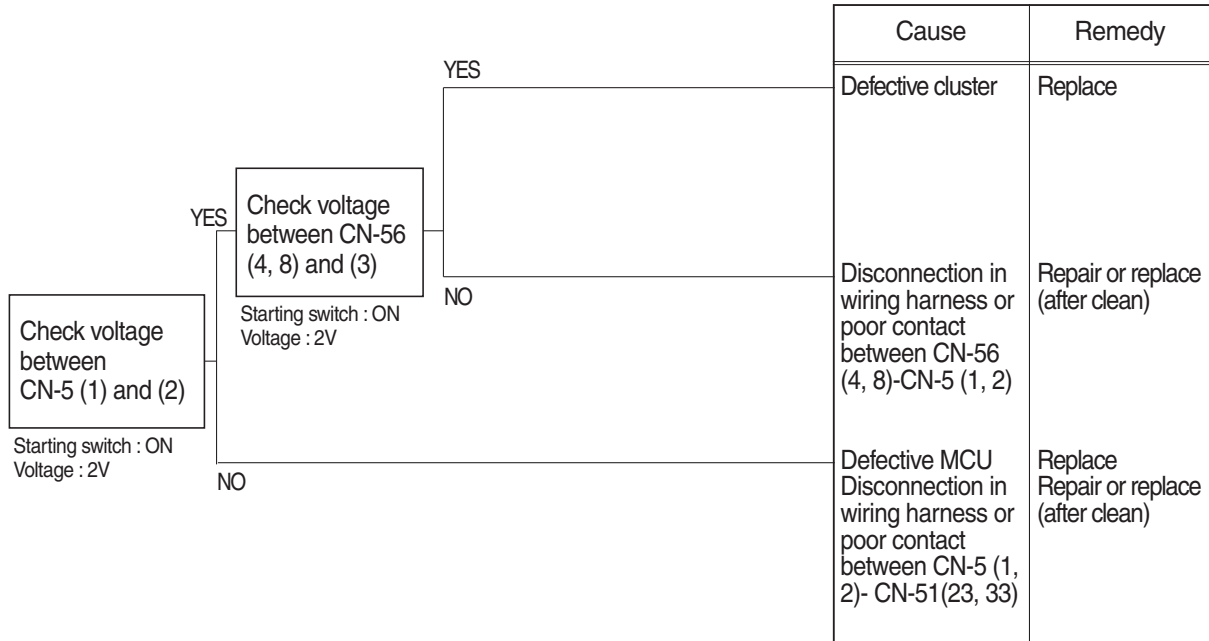 Cause
Remedy
YES
Defective cluster
Replace
YES
Check voltage
between CN-56
(4, 8) and (3)
Starting switch : ON
Voltage : 2V
NO
Disconnection in
wiring harness or
poor contact
between CN-56
(4, 8)-CN-5 (1, 2)
Repair or replace
(after clean)
Check voltage
between
CN-5 (1) and (2)
Starting switch : ON
Voltage : 2V
NO
Defective MCU
Disconnection in
wiring harness or
poor contact
between CN-5 (1,
2)- CN-51(23, 33)
Replace
Repair or replace
(after clean)